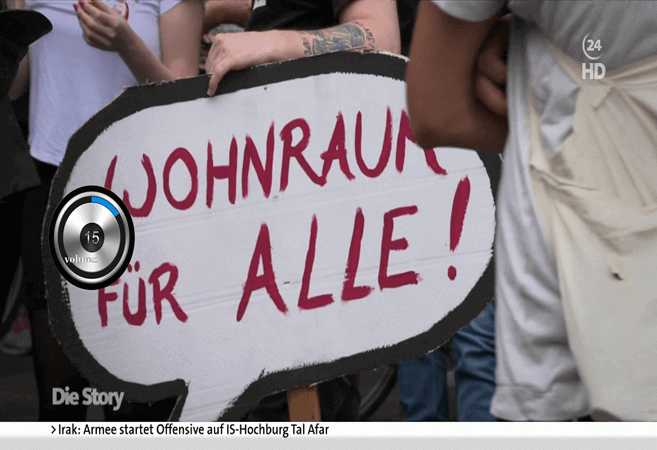 24
HD
WOHNRAUM
FÜR ALLE!
15
volume
Die Story
> Irak: Armee startet Offensive auf IS-Hochburg Tal Afar